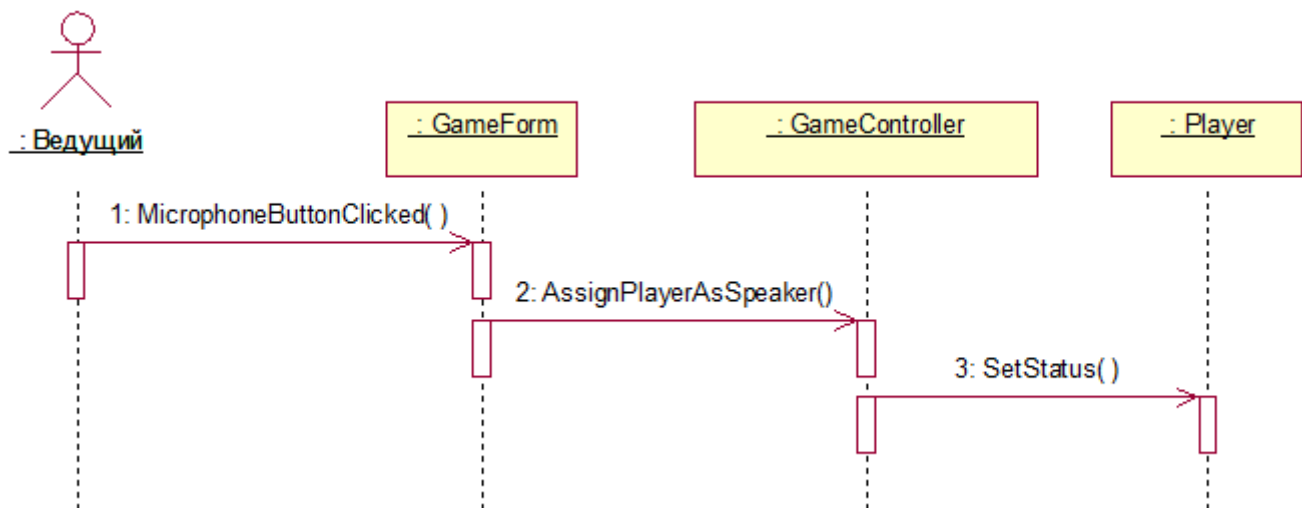 _: Ведущий
_: GameForm
_: GameController
_: Player
1: MicrophoneButtonClicked( )
2: AssignPlayerAsSpeaker()
3: SetStatus( )